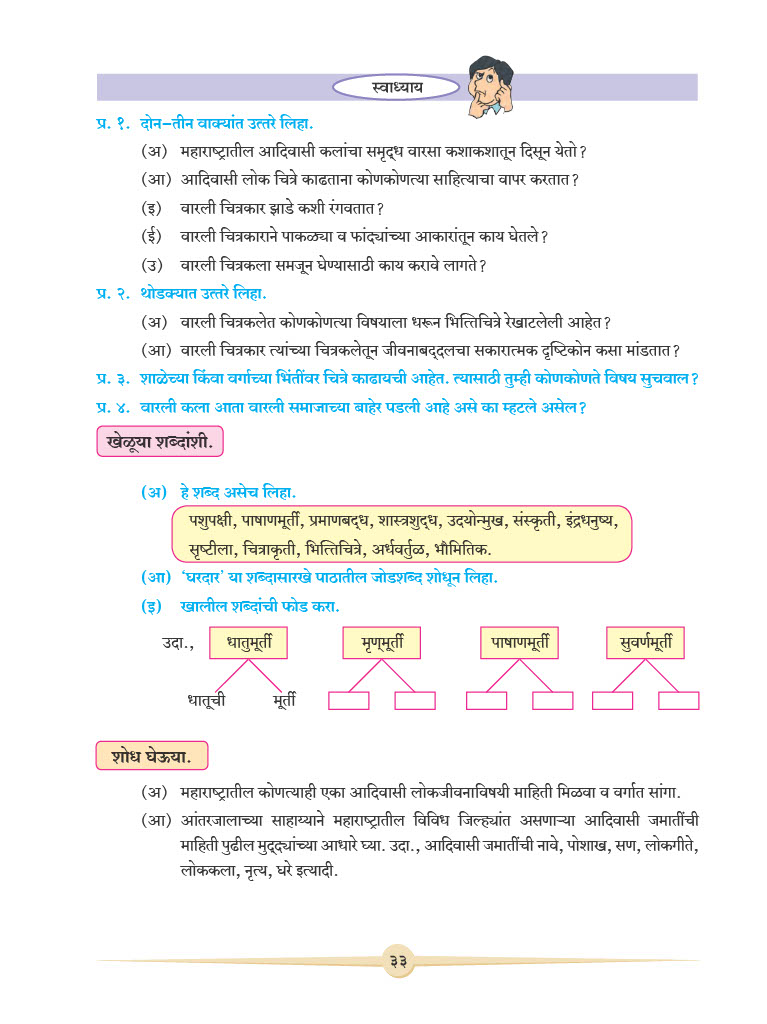 स्वाध्याय
प्र. १. दोन-तीन वाक्यांत उत्तरे लिहा.
(अ) महाराष्ट्रातील आदिवासी कलांचा समृद्ध वारसा कशाकशातून दिसून येतो?
(आ) आदिवासी लोक चित्रे काढताना कोणकोणत्या साहित्याचा वापर करतात?
(इ) वारली चित्रकार झाडे कशी रंगवतात?
(ई) वारली चित्रकाराने पाकळ्या व फांद्यांच्या आकारांतून काय घेतले?
(उ) वारली चित्रकला समजून घेण्यासाठी काय करावे लागते?
प्र. २. थोडक्यात उत्तरे लिहा.
(अ) वारली चित्रकलेत कोणकोणत्या विषयाला धरून भित्तिचित्रे रेखाटलेली आहेत?
(आ) वारली चित्रकार त्यांच्या चित्रकलेतून जीवनाबद्दलचा सकारात्मक दृष्टिकोन कसा मांडतात?
प्र. ३. शाळेच्या किंवा वर्गाच्या भिंतींवर चित्रे काढायची आहेत. त्यासाठी तुम्ही कोणकोणते विषय सुचवाल?
प्र. ४. वारली कला आता वारली समाजाच्या बाहेर पडली आहे असे का म्हटले असेल?
खेळूया शब्दांशी.
(अ) हे शब्द असेच लिहा.
पशुपक्षी, पाषाणमूर्ती, प्रमाणबद्ध, शास्त्रशुद्ध, उदयोन्मुख, संस्कृती, इंद्रधनुष्य,
सृष्टीला, चित्राकृती, भित्तिचित्रे, अर्धवर्तुळ, भौमितिक.
(आ) ‘घरदार’ या शब्दासारखे पाठातील जोडशब्द शोधून लिहा.
(इ) खालील शब्दांची फोड करा.
उदा., धातुमूर्ती मृण्मूर्ती पाषाणमूर्ती सुवर्णमूर्ती
धातूची मूर्ती
शोध घेऊया.
(अ) महाराष्ट्रातील कोणत्याही एका आदिवासी लोकजीवनाविषयी माहिती मिळवा व वर्गात सांगा.
(आ) आंतरजालाच्या साहाय्याने महाराष्ट्रातील विविध जिल्ह्यांत असणाऱ्या आदिवासी जमातींची
माहिती पुढील मुद्द्यांच्या आधारे घ्या. उदा., आदिवासी जमातींची नावे, पोशाख, सण, लोकगीते,
लोककला, नृत्य, घरे इत्यादी.
३३